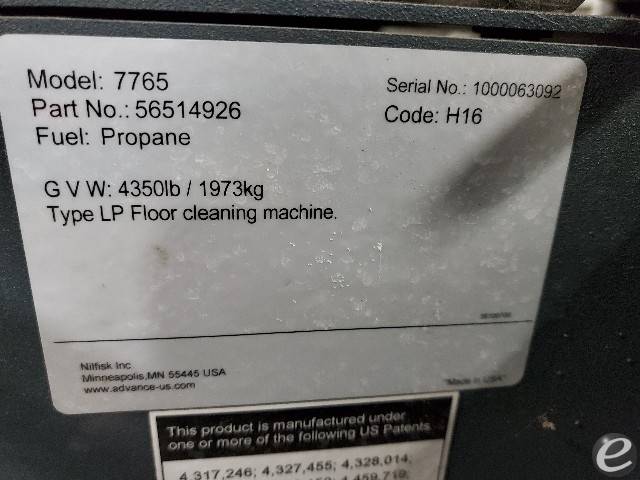 Model: 7765
Serial No.: 1000063092
Part No.: 56514926
Code: H16
Fuel: Propane
G V W: 4350lb / 1973kg
Type LP Floor cleaning machine.
Nilfisk Inc
Minneapolis,MN 55445 USA
www.advance-us.com
"Made in USA"
This product is manufactured under
one or more of the following US Patents
4,317,246; 4,327,455; 4,328,014;
e